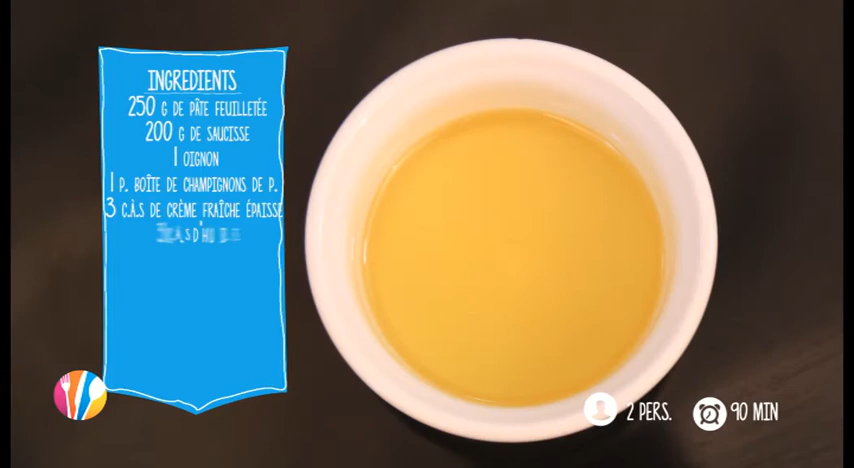 INGREDIENTS
250 G DE PÂTE FEUILLETÉE
200 G DE SAUCISSE
1 OIGNON
1 P. BOÎTE DE CHAMPIGNONS DE P.
3 C.À.S DE CRÈME FRAÎCHE ÉPAISSE
2 PERS.
90 MIN